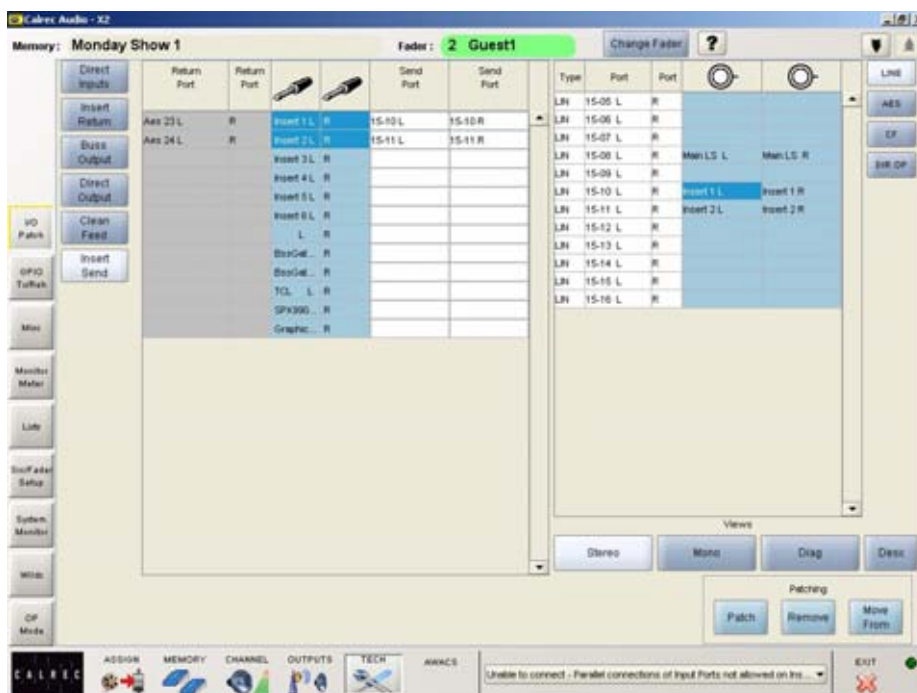 Calrec Audio - X2
Memory: Monday Show 1 Fader: 2 Guest1 Change Fader ?
Direct Inputs
Insert Return
Buss Output
Direct Output
Clean Feed
Insert Send
I/O Patch
Misc
Monitor Meter
Lists
System Monitor
Wilds
OP Mode
Return Port Return Port Send Port Send Port
Aes 23 L R Insert 1 L R 15-10 L 15-10 R
Aes 24 L R Insert 2 L R 15-11 L 15-11 R
Insert 3 L R
Insert 4 L R
Insert 5 L R
Insert 6 L R
L R
BssGat... R
BssGat... R
TCL L R
SPX990... R
Graphic... R
Type Port Port
LIN 15-05 L R
LIN 15-06 L R
LIN 15-07 L R
LIN 15-08 L R Main LS L Main LS R
LIN 15-09 L R
LIN 15-10 L R Insert 1 L Insert 1 R
LIN 15-11 L R Insert 2 L Insert 2 R
LIN 15-12 L R
LIN 15-13 L R
LIN 15-14 L R
LIN 15-15 L R
LIN 15-16 L R
LINE
AES
DIR OP
Views
Stereo Mono Diag Desc
Patching
Patch Remove Move From
CALREC ASSIGN MEMORY CHANNEL OUTPUTS TECH AWACS
Unable to connect - Parallel connections of Input Ports not allowed on Ins...
EXIT